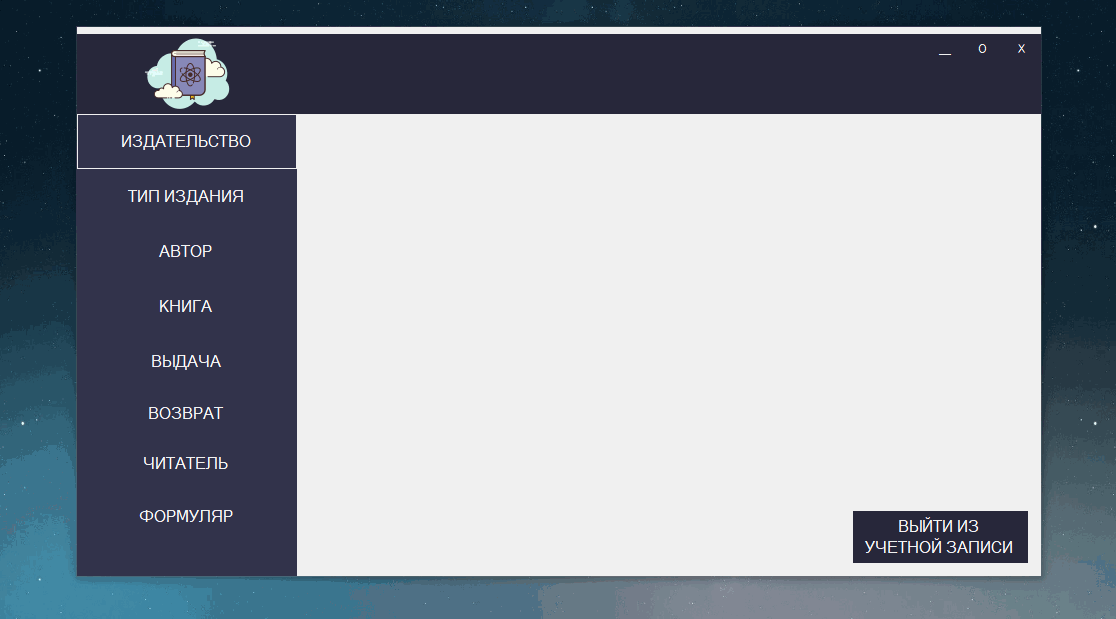 __ O X
ИЗДАТЕЛЬСТВО
ТИП ИЗДАНИЯ
АВТОР
КНИГА
ВЫДАЧА
ВОЗВРАТ
ЧИТАТЕЛЬ
ФОРМУЛЯР
ВЫЙТИ ИЗ
УЧЕТНОЙ ЗАПИСИ